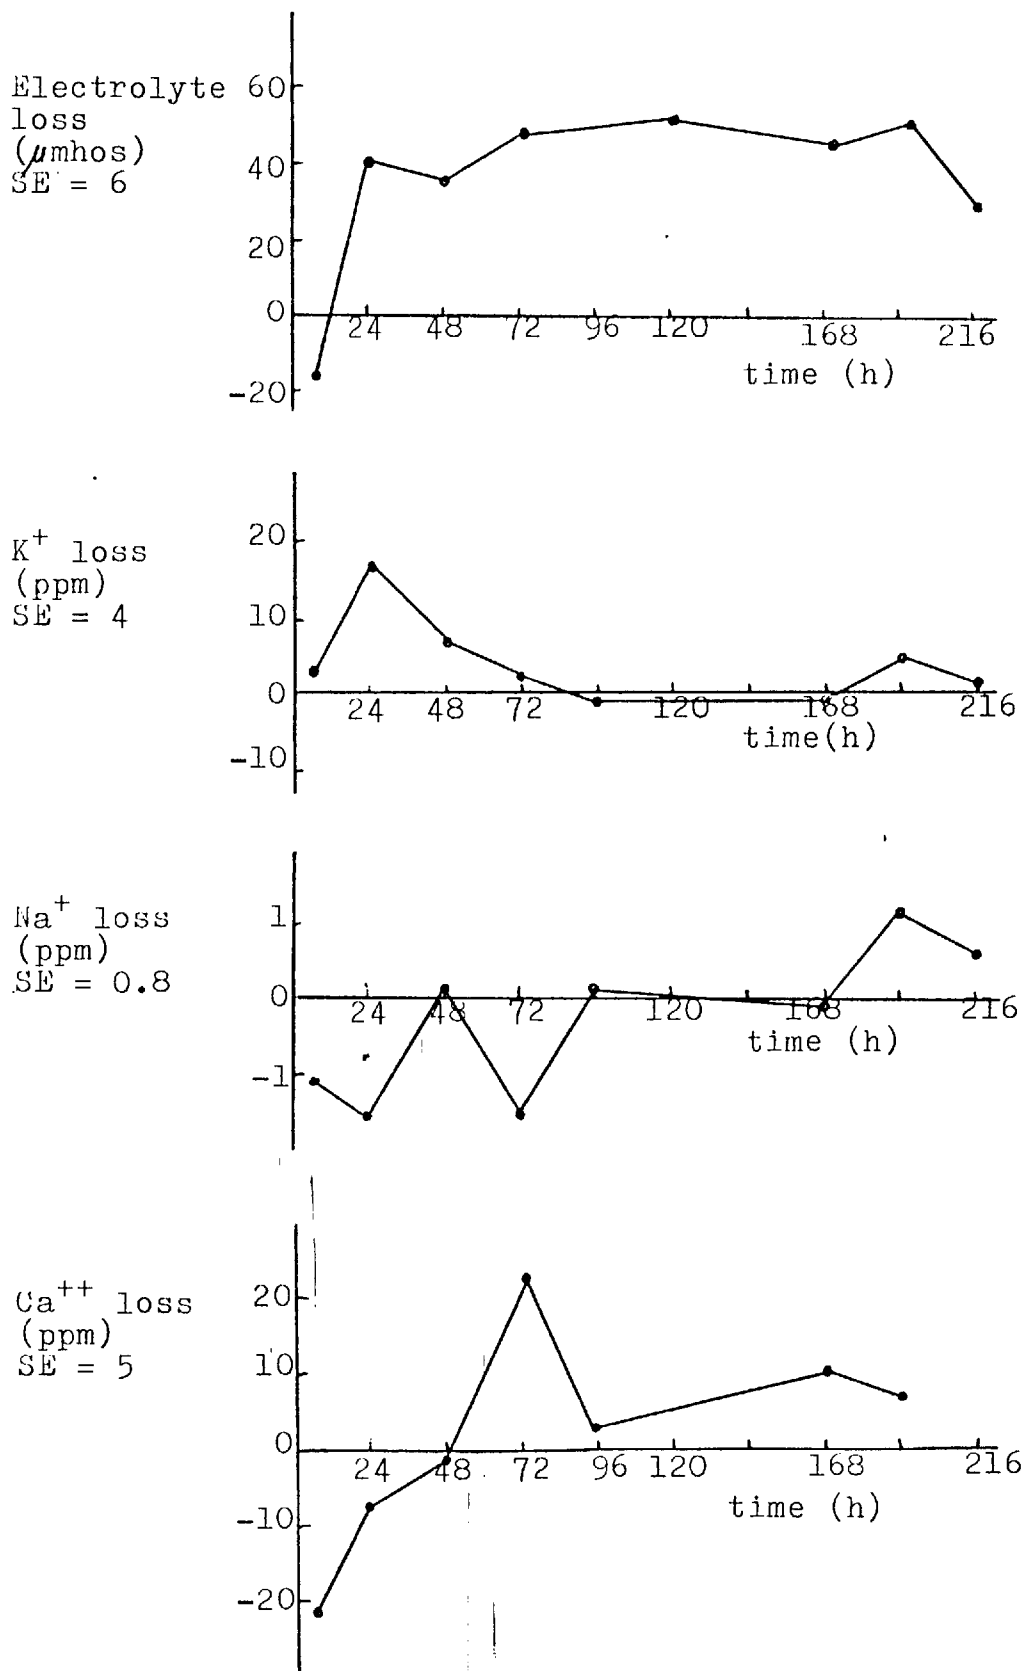 Electrolyte
loss
(μmhos)
SE = 6
60
40
20
0
-20
24 48 72 96 120 168 216
time (h)
K+ loss
(ppm)
SE = 4
20
10
0
-10
24 48 72 120 168 216
time(h)
Na+ loss
(ppm)
SE = 0.8
1
0
-1
24 48 72 120 168 216
time (h)
Ca++ loss
(ppm)
SE = 5
20
10
0
-10
-20
24 48 72 96 120 168 216
time (h)